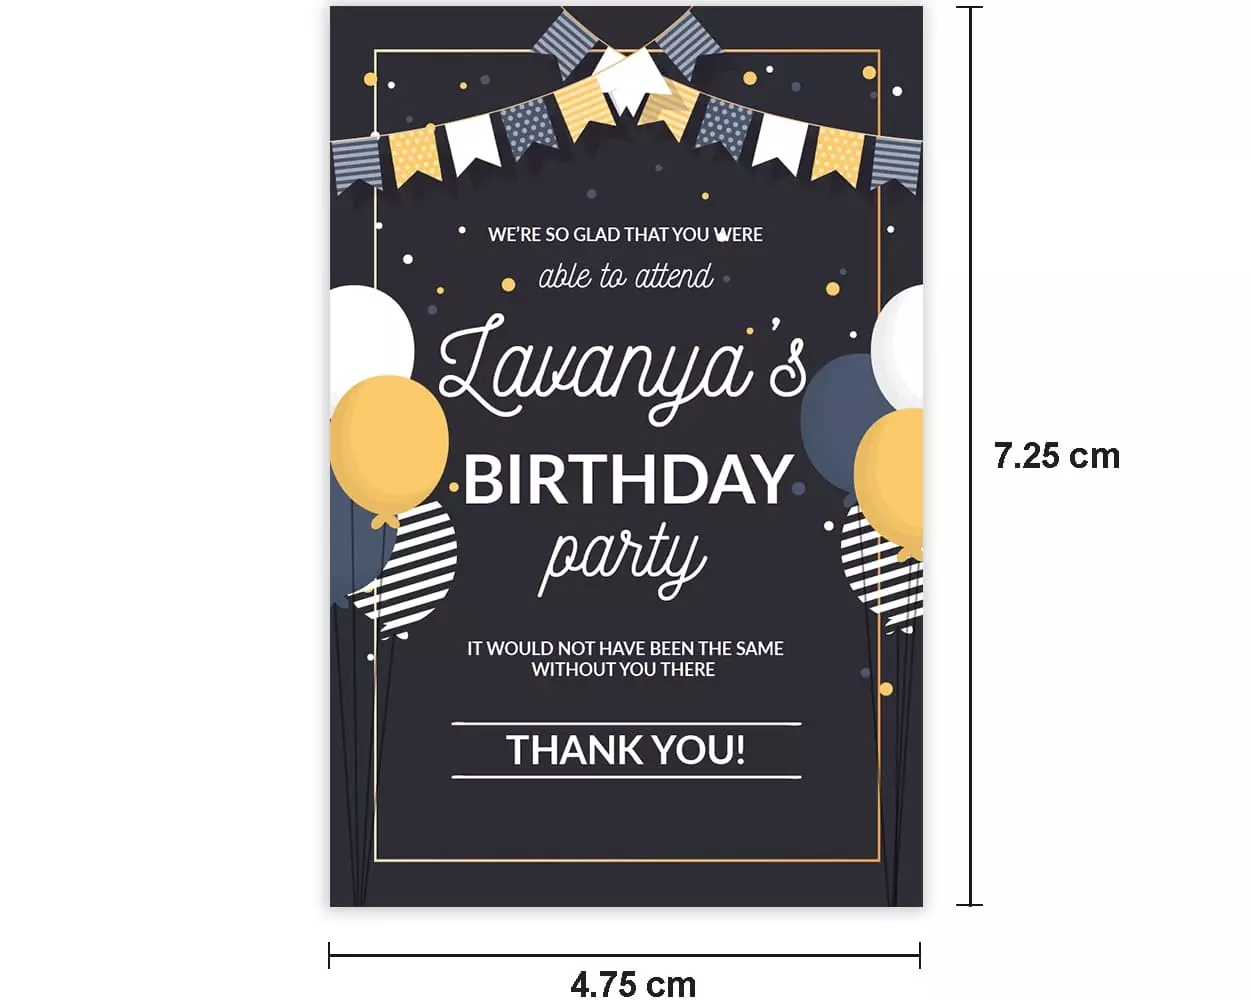 WE'RE SO GLAD THAT YOU WERE
able to attend
Lavanya's
BIRTHDAY
party
IT WOULD NOT HAVE BEEN THE SAME
WITHOUT YOU THERE
THANK YOU!
7.25 cm
4.75 cm